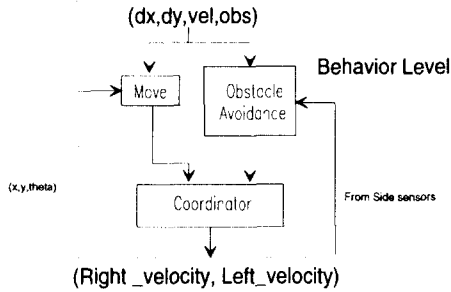 (dx,dy,vel,obs)
Behavior Level
Move
Obstacle
Avoidance
(x,y,theta)
From Side sensors
Coordinator
(Right _velocity, Left_velocity)